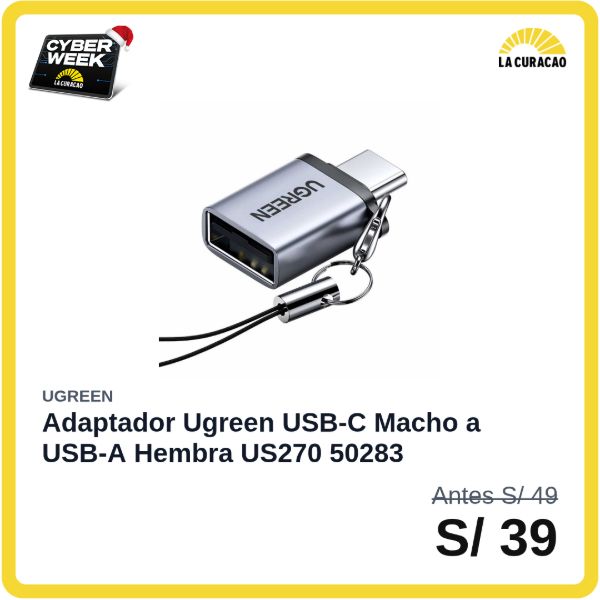 CYBER
WEEK
LA CURACAO
LA CURACAO
UGREEN
UGREEN
Adaptador Ugreen USB-C Macho a
USB-A Hembra US270 50283
Antes S/ 49
S/ 39